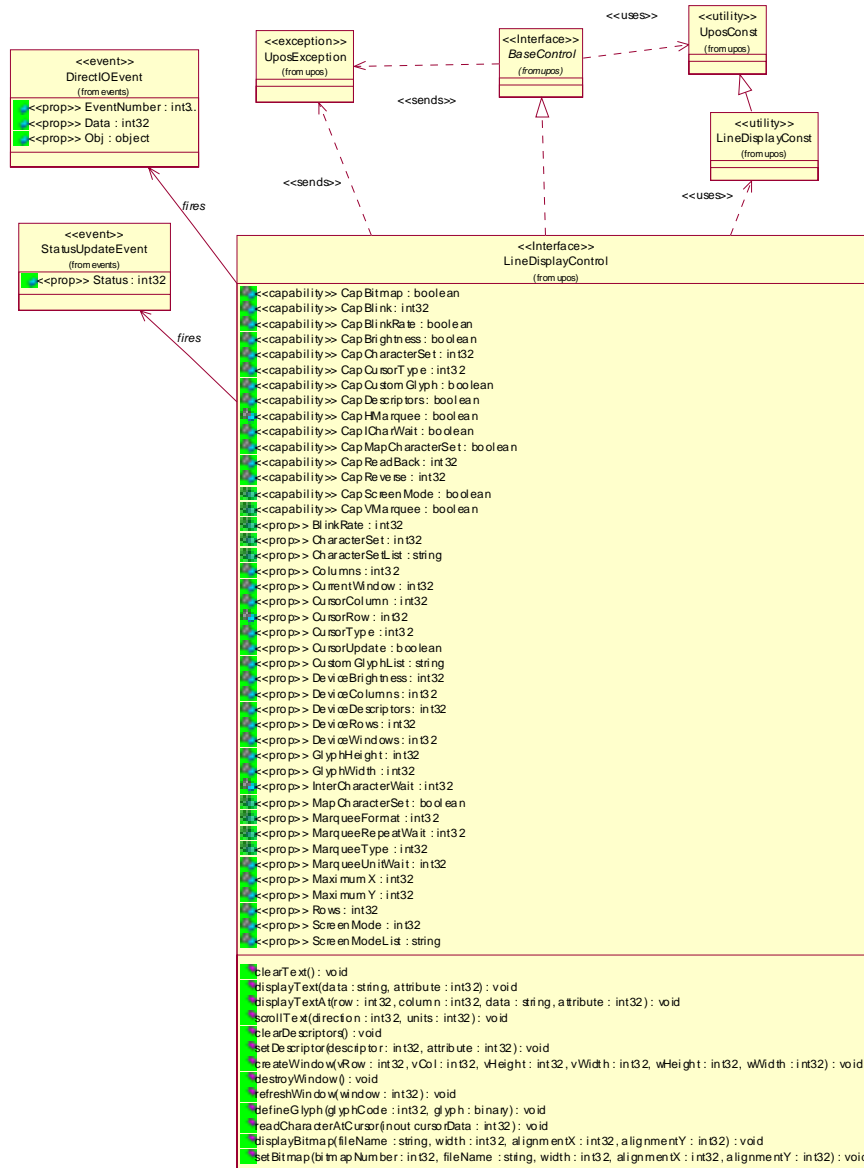 <<uses>>
<<utility>>
UposConst
(from upos)
<<exception>>
UposException
(from upos)
<<Interface>>
BaseControl
(from upos)
<<event>>
DirectIOEvent
(from events)
<<prop>> EventNumber : int3..
<<prop>> Data : int32
<<prop>> Obj : object
<<sends>>
<<utility>>
LineDisplayConst
(from upos)
<<sends>>
<<uses>>
fires
<<event>>
StatusUpdateEvent
(from events)
<<prop>> Status : int32
fires
<<Interface>>
LineDisplayControl
(from upos)
<<capability>> CapBitmap : boolean
<<capability>> CapBlink : int32
<<capability>> CapBlinkRate : boolean
<<capability>> CapBrightness : boolean
<<capability>> CapCharacterSet : int32
<<capability>> CapCursorType : int32
<<capability>> CapCustomGlyph : boolean
<<capability>> CapDescriptors : boolean
<<capability>> CapHMarquee : boolean
<<capability>> CapICharWait : boolean
<<capability>> CapMapCharacterSet : boolean
<<capability>> CapReadBack : int32
<<capability>> CapReverse : int32
<<capability>> CapScreenMode : boolean
<<capability>> CapVMarquee : boolean
<<prop>> BlinkRate : int32
<<prop>> CharacterSet : int32
<<prop>> CharacterSetList : string
<<prop>> Columns : int32
<<prop>> CurrentWindow : int32
<<prop>> CursorColumn : int32
<<prop>> CursorRow : int32
<<prop>> CursorType : int32
<<prop>> CursorUpdate : boolean
<<prop>> CustomGlyphList : string
<<prop>> DeviceBrightness : int32
<<prop>> DeviceColumns : int32
<<prop>> DeviceDescriptors : int32
<<prop>> DeviceRows : int32
<<prop>> DeviceWindows : int32
<<prop>> GlyphHeight : int32
<<prop>> GlyphWidth : int32
<<prop>> InterCharacterWait : int32
<<prop>> MapCharacterSet : boolean
<<prop>> MarqueeFormat : int32
<<prop>> MarqueeRepeatWait : int32
<<prop>> MarqueeType : int32
<<prop>> MarqueeUnitWait : int32
<<prop>> MaximumX : int32
<<prop>> MaximumY : int32
<<prop>> Rows : int32
<<prop>> ScreenMode : int32
<<prop>> ScreenModeList : string
clearText() : void
displayText(data : string, attribute : int32) : void
displayTextAt(row : int32, column : int32, data : string, attribute : int32) : void
scrollText(direction : int32, units : int32) : void
clearDescriptors() : void
setDescriptor(descriptor : int32, attribute : int32) : void
createWindow(vRow : int32, vCol : int32, vHeight : int32, vWidth : int32, wHeight : int32, wWidth : int32) : void
destroyWindow() : void
refreshWindow(window : int32) : void
defineGlyph(glyphCode : int32, glyph : binary) : void
readCharacterAtCursor(inout cursorData : int32) : void
displayBitmap(fileName : string, width : int32, alignmentX : int32, alignmentY : int32) : void
setBitmap(bitmapNumber : int32, fileName : string, width : int32, alignmentX : int32, alignmentY : int32) : void